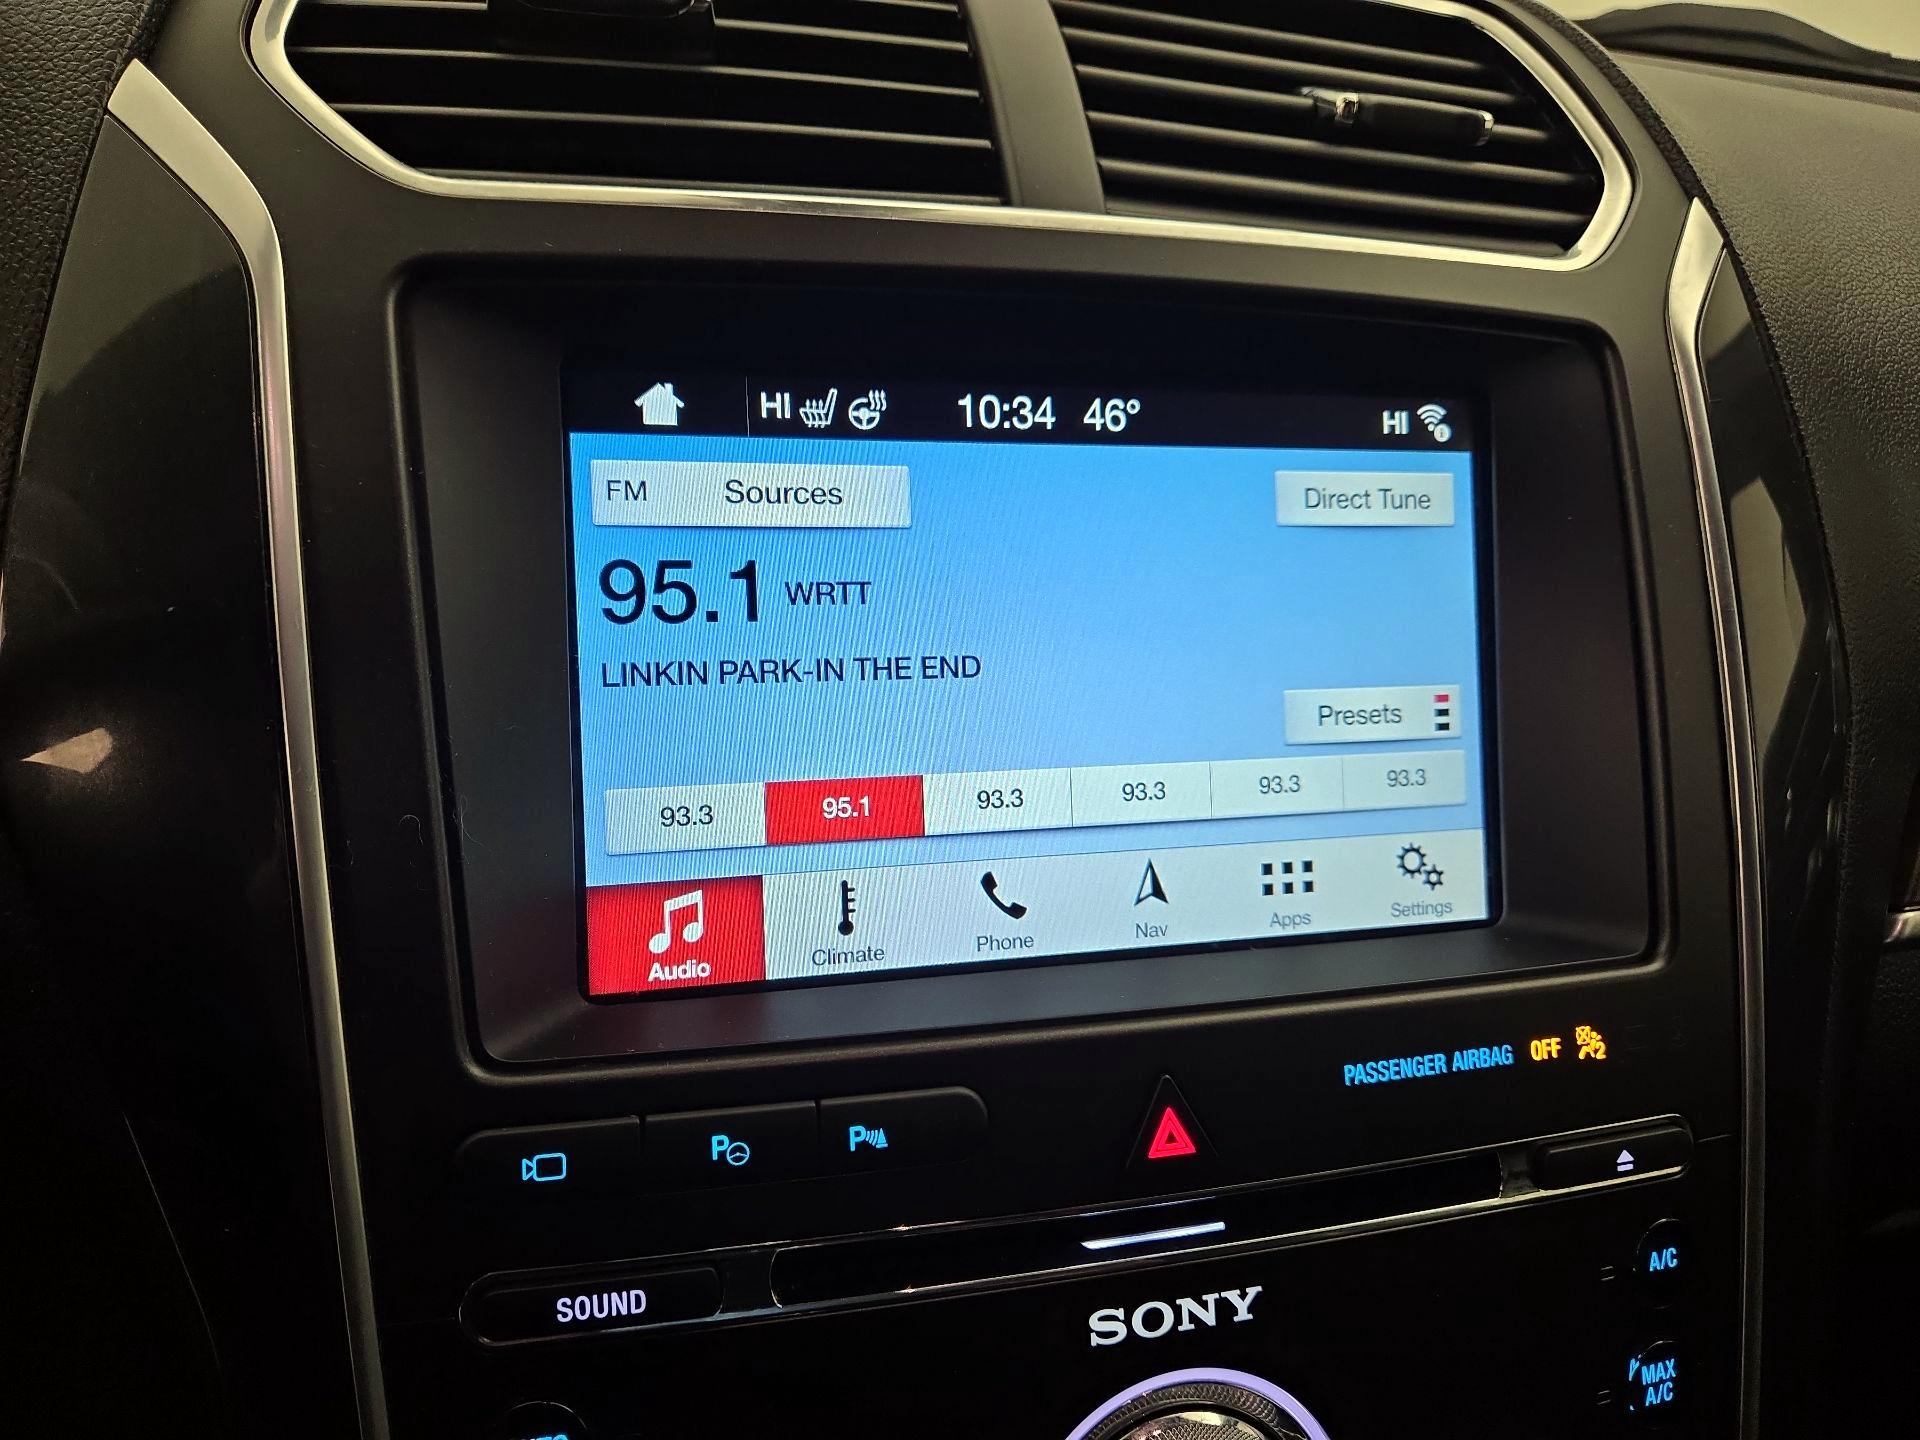 HI 10:34 46° HI
FM Sources Direct Tune
95.1 WRTT
LINKIN PARK-IN THE END
Presets
93.3 95.1 93.3 93.3 93.3 93.3
Audio Climate Phone Nav Apps Settings
PASSENGER AIRBAG OFF 2
P P
SOUND
SONY
A/C
MAX
A/C